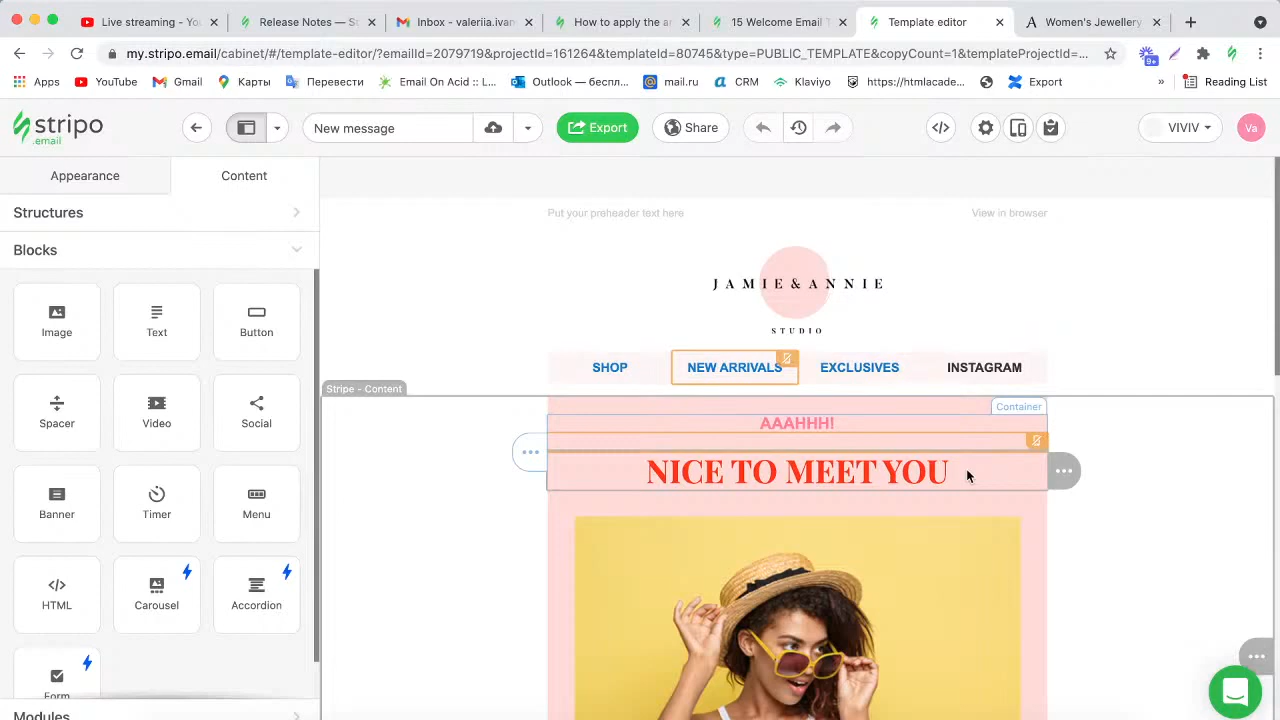 Live streaming - Yo
Release Notes — St
Inbox - valeriia.ivan
How to apply the a
15 Welcome Email T
Template editor
Women's Jewellery
my.stripo.email/cabinet/#/template-editor/?emailId=2079719&projectId=161264&templateId=80745&type=PUBLIC_TEMPLATE&copyCount=1&templateProjectId=...
9+
Apps
YouTube
Gmail
Карты
Перевести
Email On Acid :: L...
Outlook — беспл...
mail.ru
CRM
Klaviyo
https://htmlacade...
Export
»
Reading List
stripo
.email
New message
Export
Share
VIVIV
Va
Appearance
Content
Structures
Blocks
Image
Text
Button
Spacer
Video
Social
Banner
Timer
Menu
HTML
Carousel
Accordion
Form
Modules
Put your preheader text here
View in browser
JAMIE&ANNIE
STUDIO
SHOP
NEW ARRIVALS
EXCLUSIVES
INSTAGRAM
Stripe - Content
Container
AAAHHH!
NICE TO MEET YOU